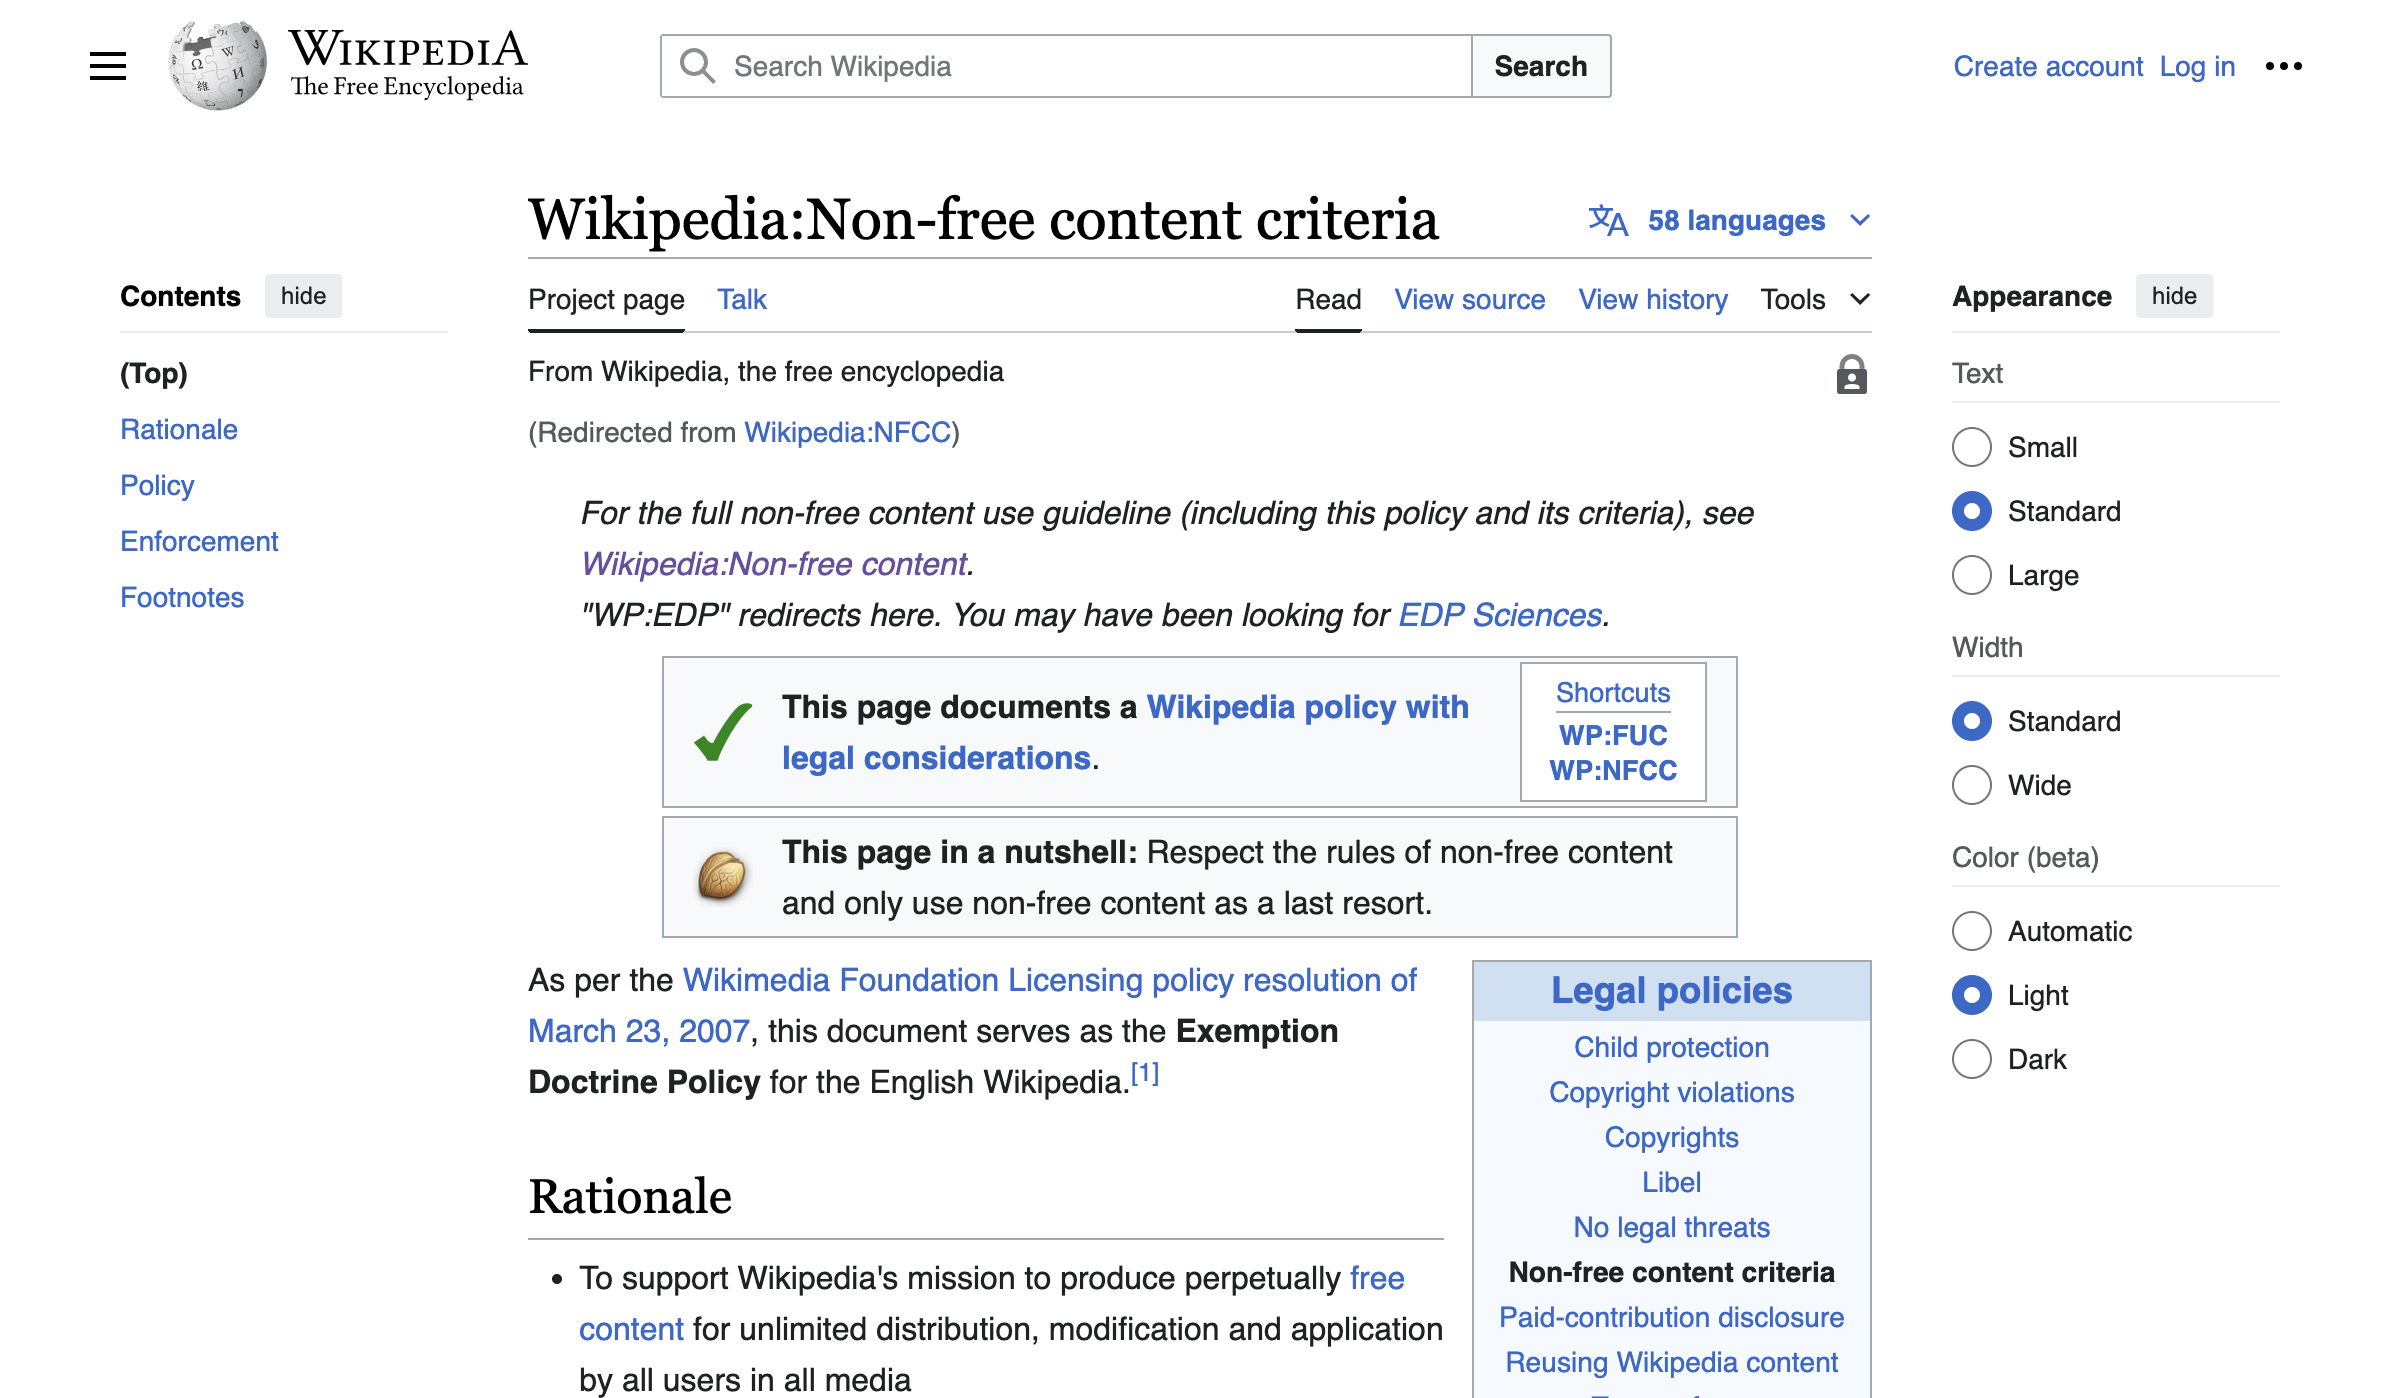 WIKIPEDIA
The Free Encyclopedia
Search Wikipedia
Search
Create account Log in
Wikipedia:Non-free content criteria
58 languages
Contents hide
(Top)
Rationale
Policy
Enforcement
Footnotes
Project page Talk
Read View source View history Tools
From Wikipedia, the free encyclopedia
(Redirected from Wikipedia:NFCC)
For the full non-free content use guideline (including this policy and its criteria), see
Wikipedia:Non-free content.
"WP:EDP" redirects here. You may have been looking for EDP Sciences.
This page documents a Wikipedia policy with
legal considerations.
Shortcuts
WP:FUC
WP:NFCC
This page in a nutshell: Respect the rules of non-free content
and only use non-free content as a last resort.
As per the Wikimedia Foundation Licensing policy resolution of
March 23, 2007, this document serves as the Exemption
Doctrine Policy for the English Wikipedia.[1]
Rationale
• To support Wikipedia's mission to produce perpetually free
content for unlimited distribution, modification and application
by all users in all media
Legal policies
Child protection
Copyright violations
Copyrights
Libel
No legal threats
Non-free content criteria
Paid-contribution disclosure
Reusing Wikipedia content
Appearance hide
Text
Small
Standard
Large
Width
Standard
Wide
Color (beta)
Automatic
Light
Dark